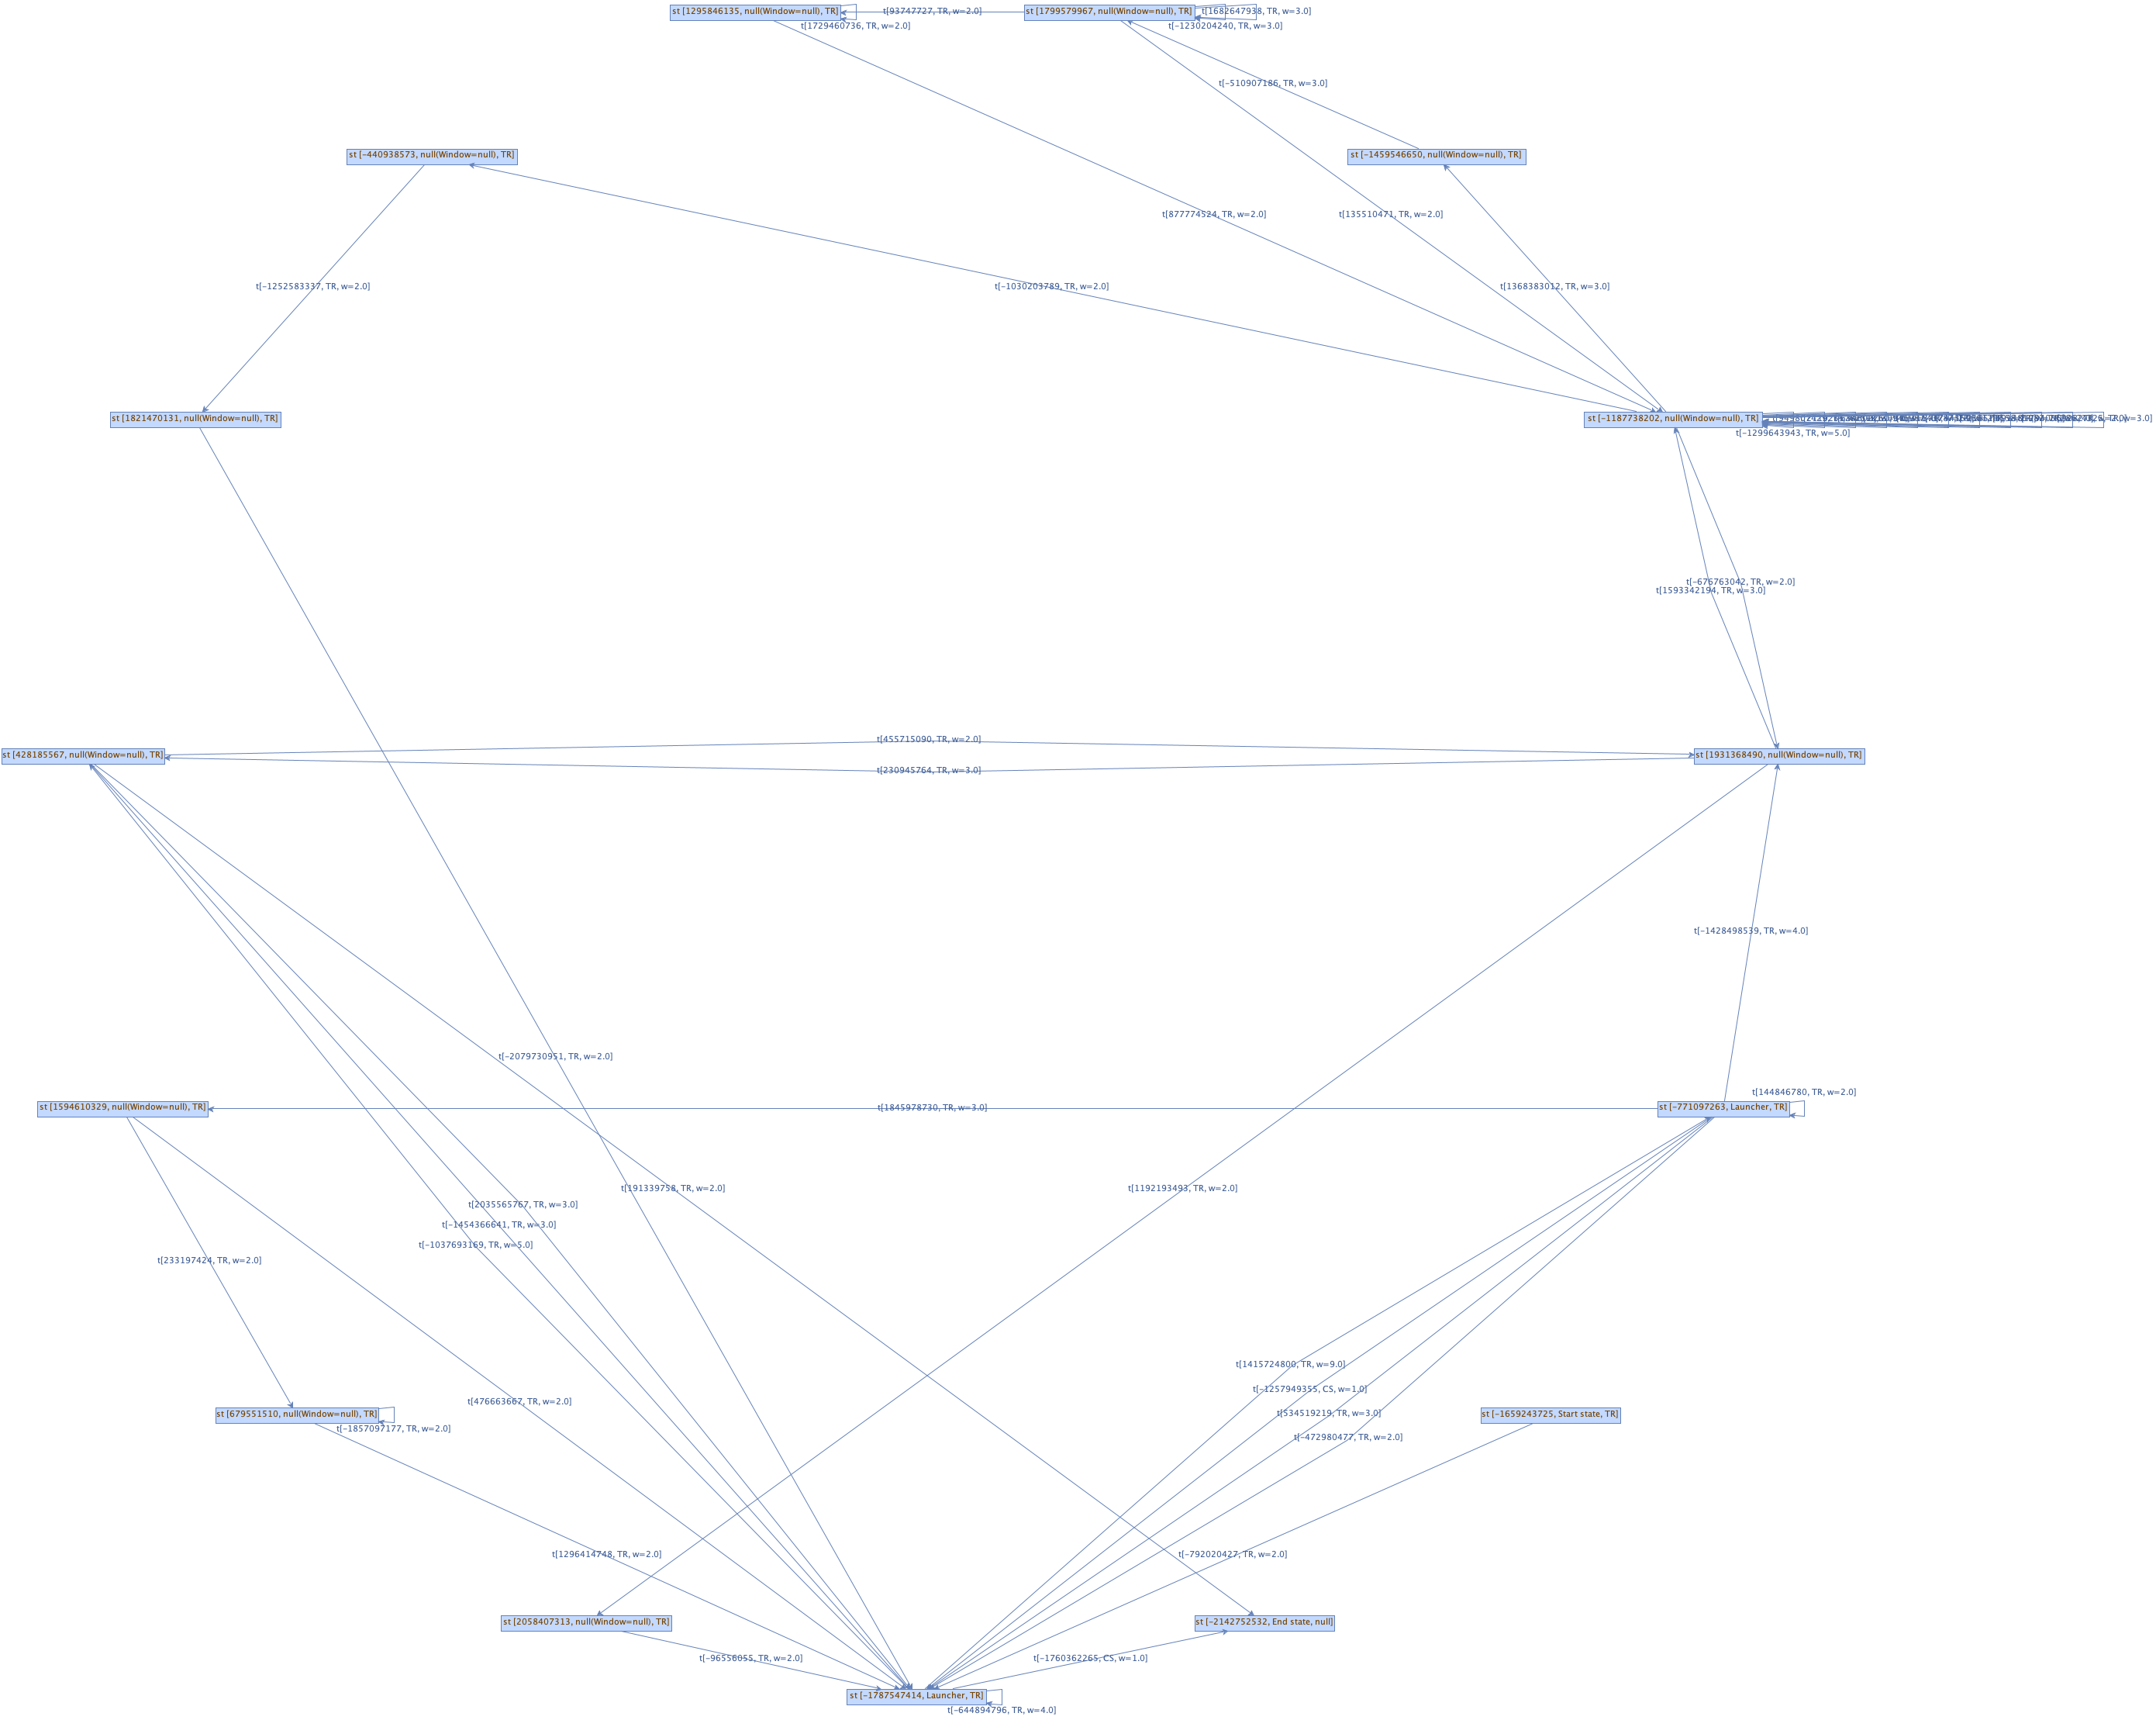 st [1295846135, null(Window=null), TR]
t[93747727, TR, w=2.0]
st [1799579967, null(Window=null), TR]
t[1682647938, TR, w=3.0]
t[1729460736, TR, w=2.0]
t[–1230204240, TR, w=3.0]
t[–510907186, TR, w=3.0]
st [–440938573, null(Window=null), TR]
st [–1459546650, null(Window=null), TR]
t[877774524, TR, w=2.0]
t[135510471, TR, w=2.0]
t[–1252583337, TR, w=2.0]
t[–1030203789, TR, w=2.0]
t[1368383012, TR, w=3.0]
st [1821470131, null(Window=null), TR]
st [–1187738202, null(Window=null), TR]
t[–1299643943, TR, w=5.0]
t[–676763042, TR, w=2.0]
t[1593342194, TR, w=3.0]
t[455715090, TR, w=2.0]
st [428185567, null(Window=null), TR]
st [1931368490, null(Window=null), TR]
t[230945764, TR, w=3.0]
t[–1428498539, TR, w=4.0]
t[–2079730951, TR, w=2.0]
t[144846780, TR, w=2.0]
st [1594610329, null(Window=null), TR]
t[1845978730, TR, w=3.0]
st [–771097263, Launcher, TR]
t[191339758, TR, w=2.0]
t[1192193493, TR, w=2.0]
t[2035565767, TR, w=3.0]
t[–1454366641, TR, w=3.0]
t[–1037693169, TR, w=5.0]
t[233197424, TR, w=2.0]
t[1415724800, TR, w=9.0]
t[–1257949355, CS, w=1.0]
t[476663667, TR, w=2.0]
t[534519219, TR, w=3.0]
st [679551510, null(Window=null), TR]
st [–1659243725, Start state, TR]
t[–1857097177, TR, w=2.0]
t[–472980477, TR, w=2.0]
t[1296414748, TR, w=2.0]
t[–792020427, TR, w=2.0]
st [2058407313, null(Window=null), TR]
st [–2142752532, End state, null]
t[–96556055, TR, w=2.0]
t[–1760362265, CS, w=1.0]
st [–1787547414, Launcher, TR]
t[–644894796, TR, w=4.0]